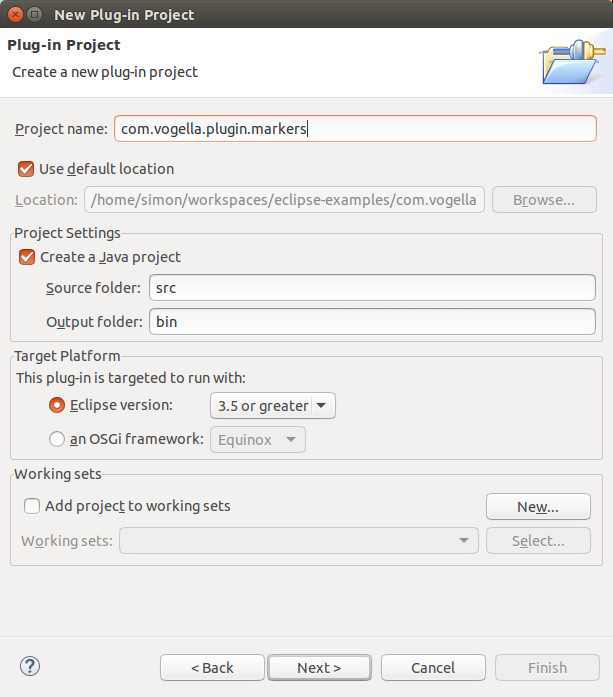 New Plug-in Project
Plug-in Project
Create a new plug-in project
Project name: com.vogella.plugin.markers
Use default location
Location: /home/simon/workspaces/eclipse-examples/com.vogella Browse...
Project Settings
Create a Java project
Source folder: src
Output folder: bin
Target Platform
This plug-in is targeted to run with:
Eclipse version: 3.5 or greater
an OSGi framework: Equinox
Working sets
Add project to working sets New...
Working sets: Select...
? < Back Next > Cancel Finish